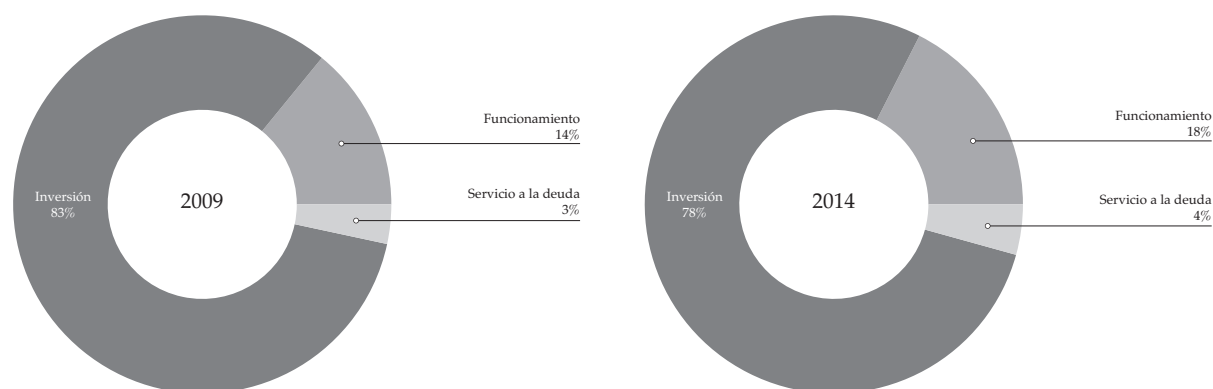 Funcionamiento
14%
Inversión
83%
2009
Servicio a la deuda
3%
Funcionamiento
18%
Inversión
78%
2014
Servicio a la deuda
4%